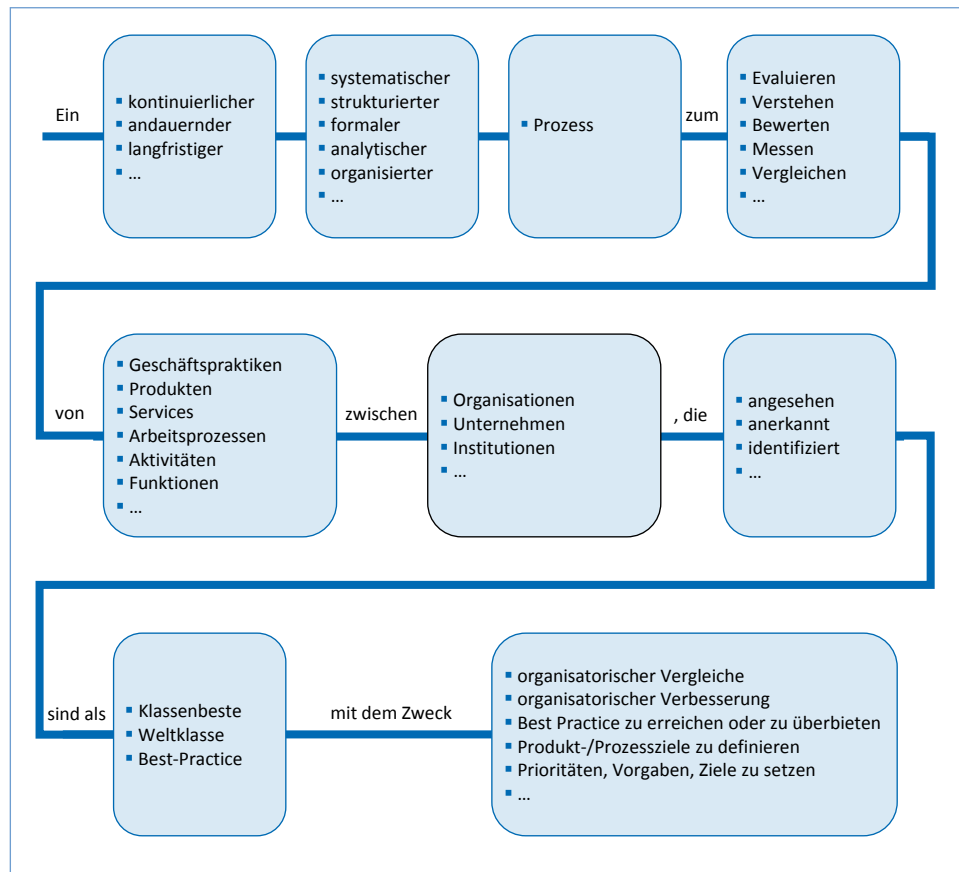 Ein
▪ kontinuierlicher
▪ andauernder
▪ langfristiger
▪ ...
▪ systematischer
▪ strukturierter
▪ formaler
▪ analytischer
▪ organisierter
▪ ...
▪ Prozess
zum
▪ Evaluieren
▪ Verstehen
▪ Bewerten
▪ Messen
▪ Vergleichen
▪ ...
von
▪ Geschäftspraktiken
▪ Produkten
▪ Services
▪ Arbeitsprozessen
▪ Aktivitäten
▪ Funktionen
▪ ...
zwischen
▪ Organisationen
▪ Unternehmen
▪ Institutionen
▪ ...
, die
▪ angesehen
▪ anerkannt
▪ identifiziert
▪ ...
sind als
▪ Klassenbeste
▪ Weltklasse
▪ Best-Practice
mit dem Zweck
▪ organisatorischer Vergleiche
▪ organisatorischer Verbesserung
▪ Best Practice zu erreichen oder zu überbieten
▪ Produkt-/Prozessziele zu definieren
▪ Prioritäten, Vorgaben, Ziele zu setzen
▪ ...